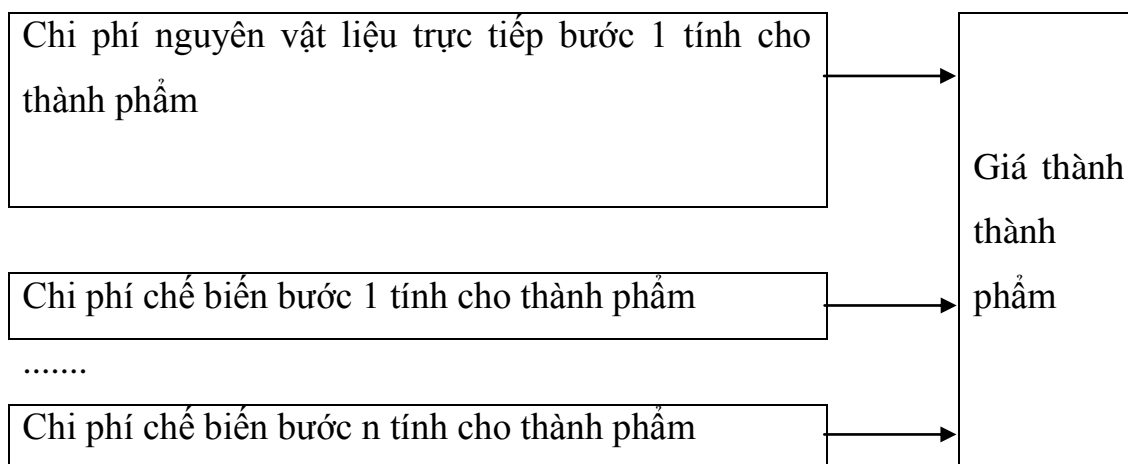 Chi phí nguyên vật liệu trực tiếp bước 1 tính cho
thành phẩm
Chi phí chế biến bước 1 tính cho thành phẩm
.......
Chi phí chế biến bước n tính cho thành phẩm
Giá thành
thành
phẩm